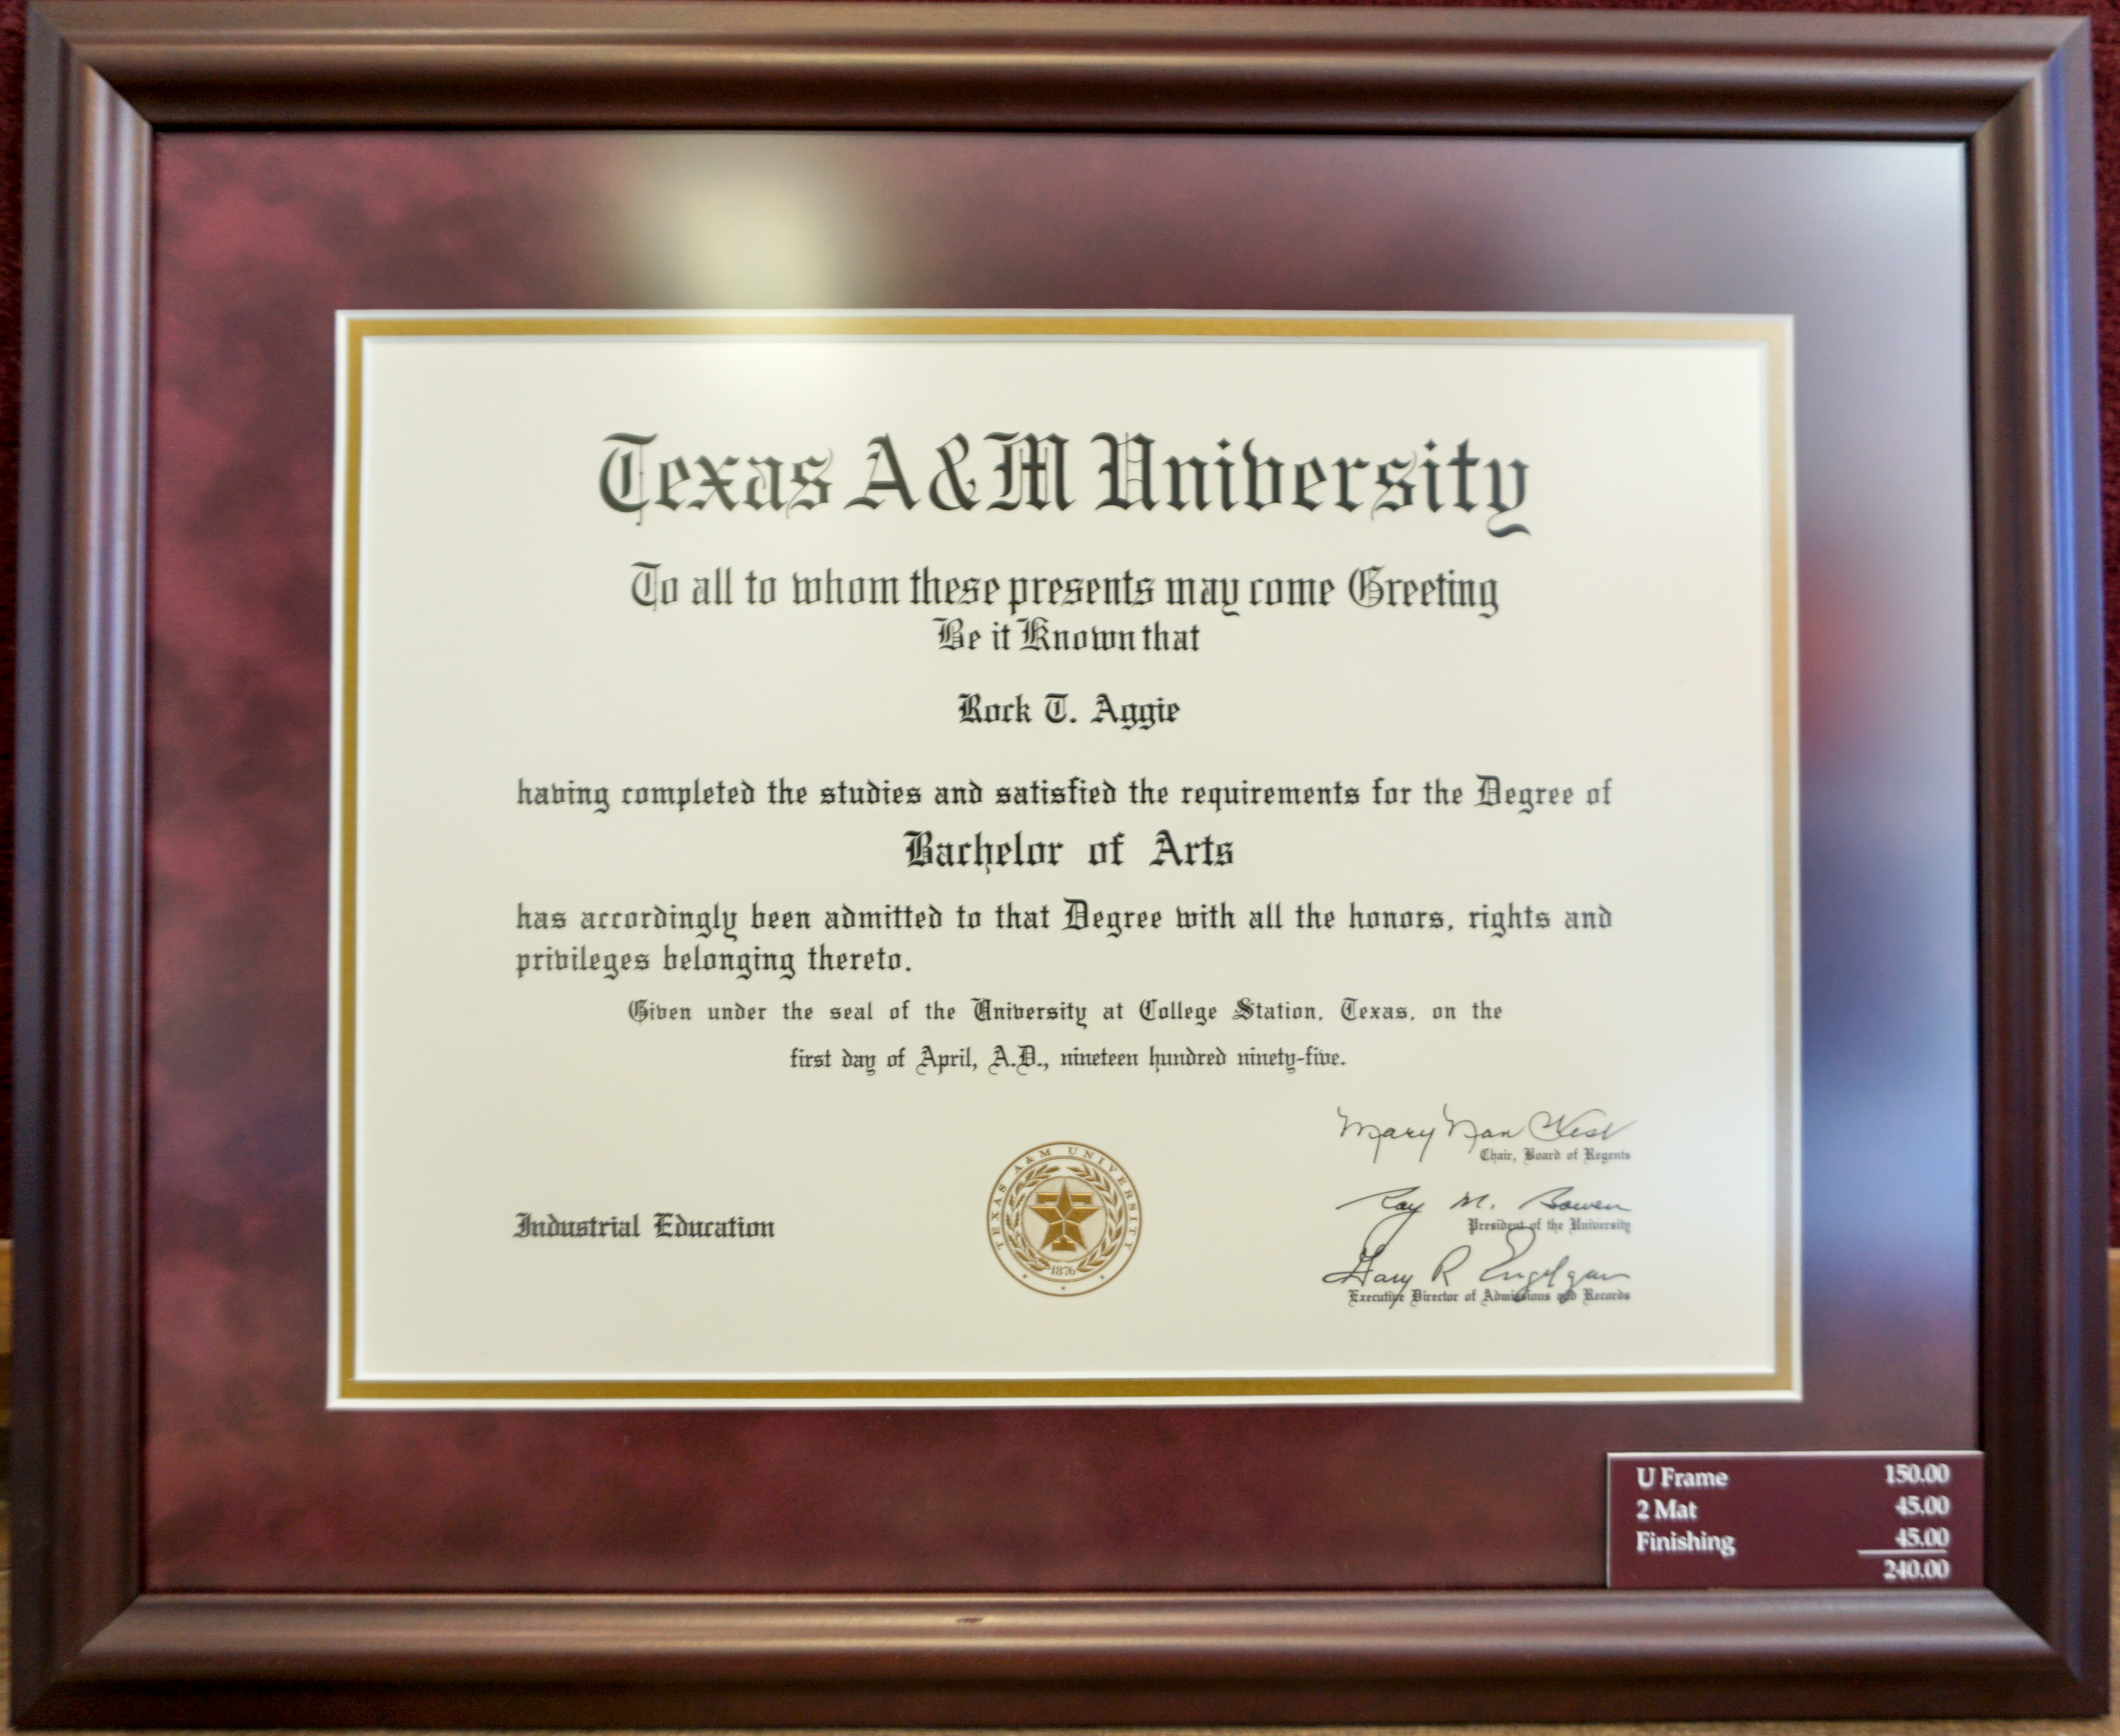 Texas A&M University
To all to whom these presents may come Greeting
Be it Known that
Rock T. Aggie
having completed the studies and satisfied the requirements for the Degree of
Bachelor of Arts
has accordingly been admitted to that Degree with all the honors, rights and
privileges belonging thereto.
Given under the seal of the University at College Station, Texas, on the
first day of April, A.D., nineteen hundred ninety-five.
Mary Nan West
Chair, Board of Regents
Ray M. Bowen
President of the University
Gary R Engelgau
Executive Director of Admissions and Records
Industrial Education
TEXAS A&M UNIVERSITY
1876
U Frame 150.00
2 Mat 45.00
Finishing 45.00
240.00